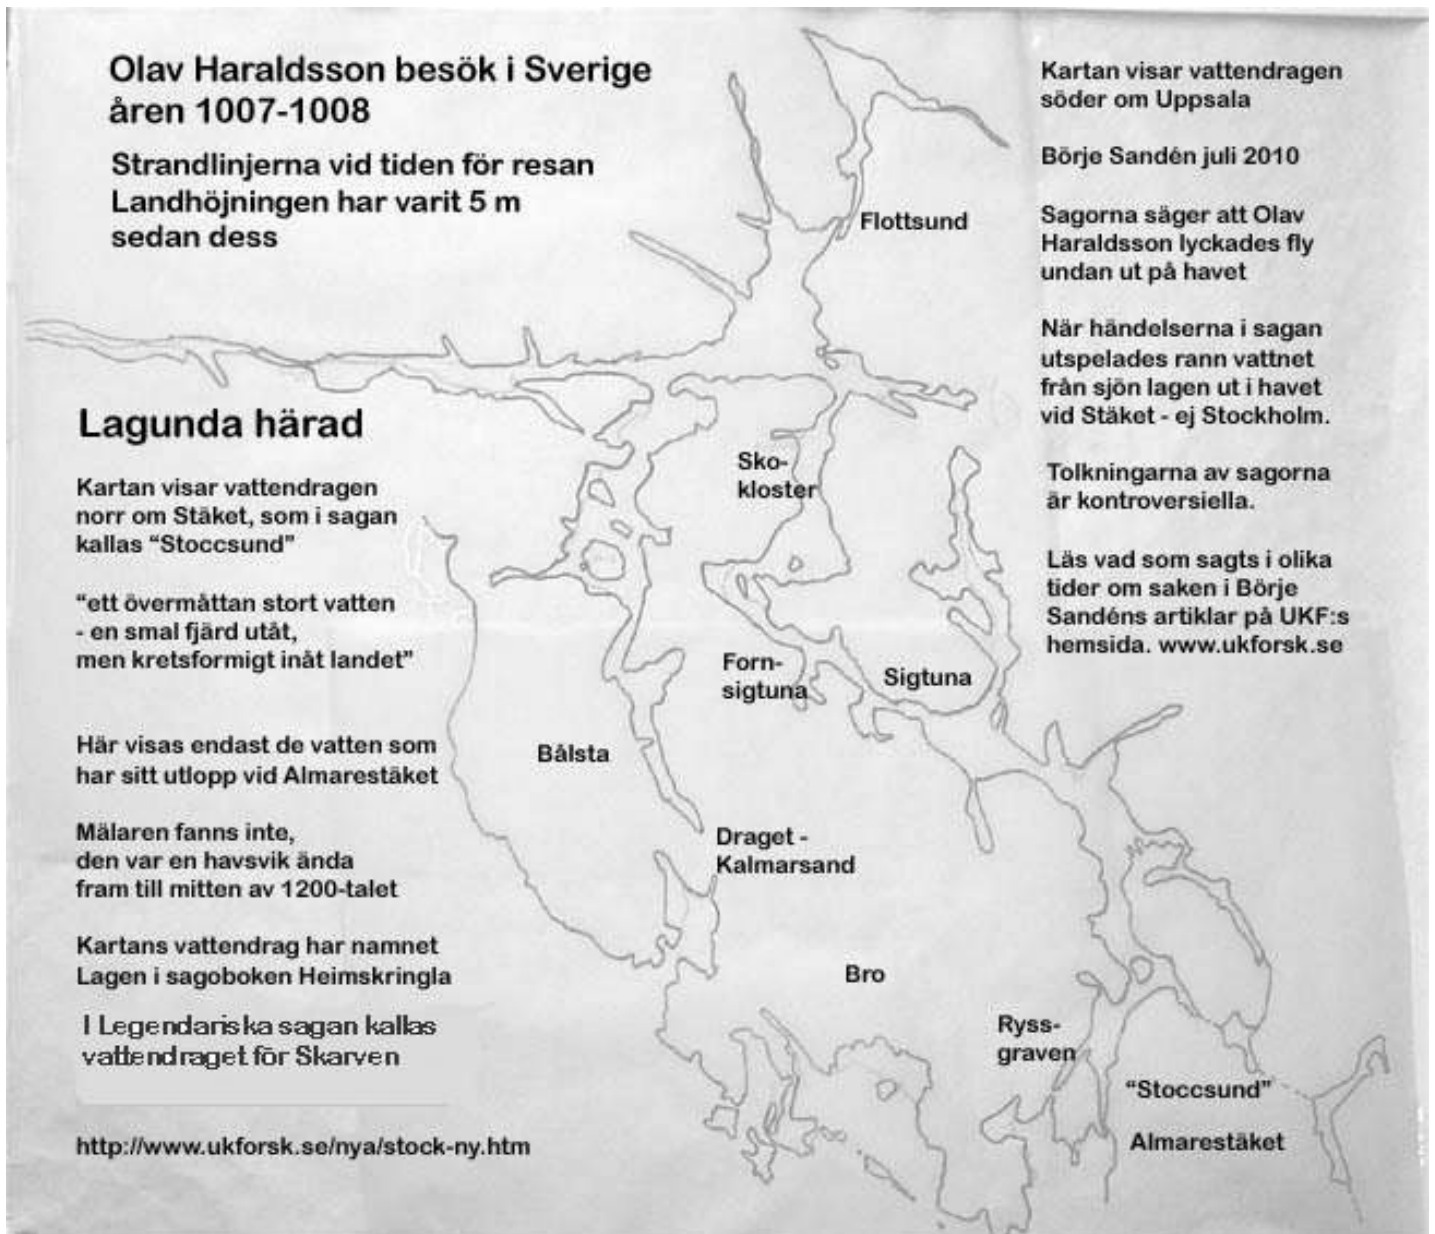 Olav Haraldsson besök i Sverige
åren 1007-1008
Strandlinjerna vid tiden för resan
Landhöjningen har varit 5 m
sedan dess
Lagunda härad
Kartan visar vattendragen
norr om Stäket, som i sagan
kallas “Stoccsund”
“ett övermåttan stort vatten
- en smal fjärd utåt,
men kretsformigt inåt landet”
Här visas endast de vatten som
har sitt utlopp vid Almarestäket
Mälaren fanns inte,
den var en havsvik ända
fram till mitten av 1200-talet
Kartans vattendrag har namnet
Lagen i sagoboken Heimskringla
I Legendariska sagan kallas
vattendraget för Skarven
http://www.ukforsk.se/nya/stock-ny.htm
Flottsund
Sko-
kloster
Forn-
sigtuna
Sigtuna
Bålsta
Draget -
Kalmarsand
Bro
Ryss-
graven
“Stoccsund”
Almarestäket
Kartan visar vattendragen
söder om Uppsala
Börje Sandén juli 2010
Sagorna säger att Olav
Haraldsson lyckades fly
undan ut på havet
När händelserna i sagan
utspelades rann vattnet
från sjön lagen ut i havet
vid Stäket - ej Stockholm.
Tolkningarna av sagorna
är kontroversiella.
Läs vad som sagts i olika
tider om saken i Börje
Sandéns artiklar på UKF:s
hemsida. www.ukforsk.se